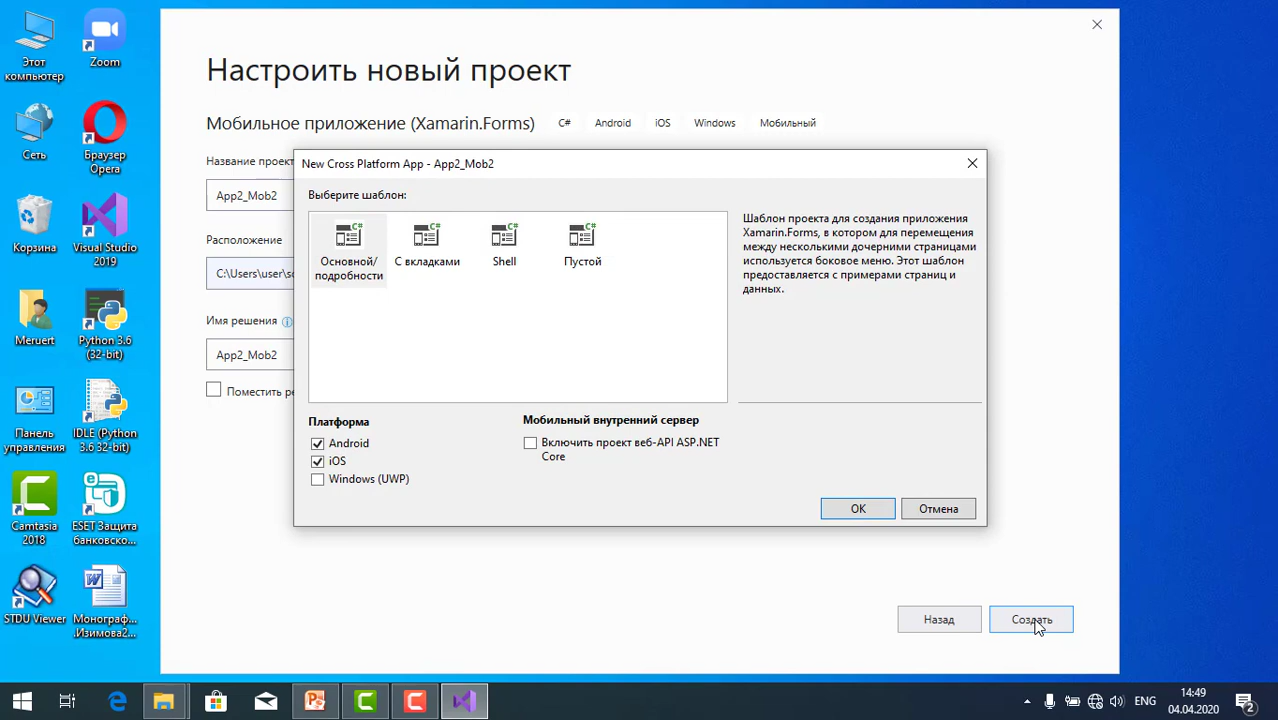 Этот
компьютер
Zoom
Сеть
Браузер
Opera
Корзина
Visual Studio
2019
Meruert
Python 3.6
(32-bit)
Панель
управления
IDLE (Python
3.6 32-bit)
Camtasia
2018
ESET Защита
банковско...
STDU Viewer
Монограф...
.Изимова2...
Настроить новый проект
Мобильное приложение (Xamarin.Forms) C# Android iOS Windows Мобильный
Название проект
App2_Mob2
Расположение
C:\Users\user\so
Имя решения
App2_Mob2
Поместить ре
New Cross Platform App - App2_Mob2
Выберите шаблон:
Основной/
подробности
С вкладками
Shell
Пустой
Шаблон проекта для создания приложения
Xamarin.Forms, в котором для перемещения
между несколькими дочерними страницами
используется боковое меню. Этот шаблон
предоставляется с примерами страниц и
данных.
Платформа
Android
iOS
Windows (UWP)
Мобильный внутренний сервер
Включить проект веб-API ASP.NET
Core
OK
Отмена
Назад
Создать
ENG
14:49
04.04.2020
2